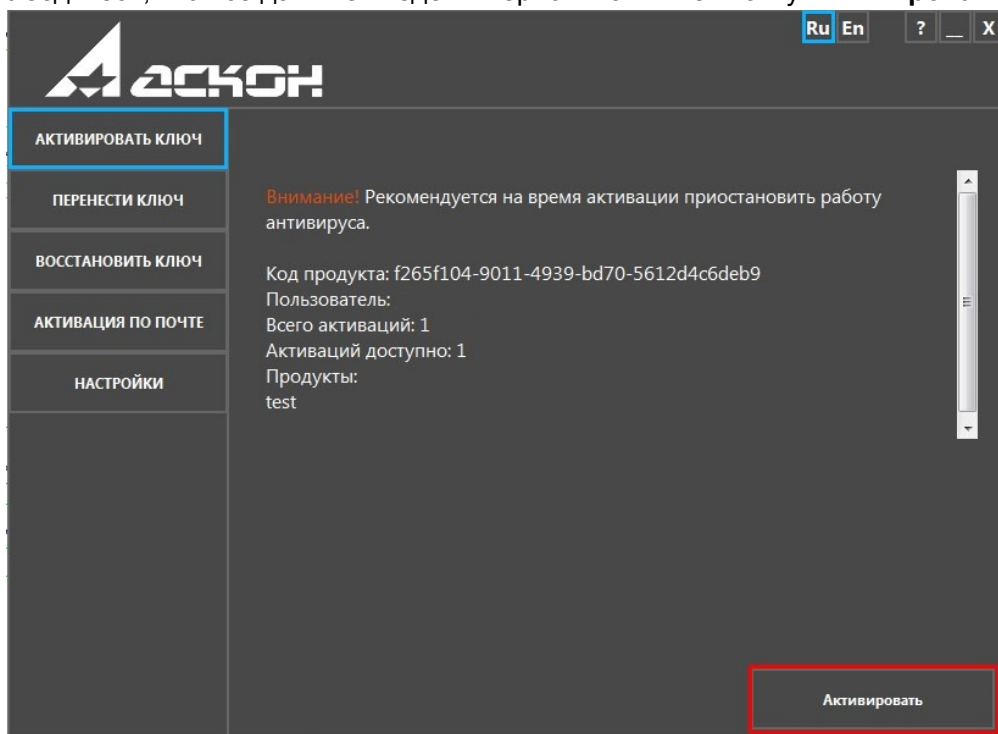 Ru En ? _ X
АСКОН
АКТИВИРОВАТЬ КЛЮЧ
ПЕРЕНЕСТИ КЛЮЧ
ВОССТАНОВИТЬ КЛЮЧ
АКТИВАЦИЯ ПО ПОЧТЕ
НАСТРОЙКИ
Внимание! Рекомендуется на время активации приостановить работу
антивируса.
Код продукта: f265f104-9011-4939-bd70-5612d4c6deb9
Пользователь:
Всего активаций: 1
Активаций доступно: 1
Продукты:
test
Активировать